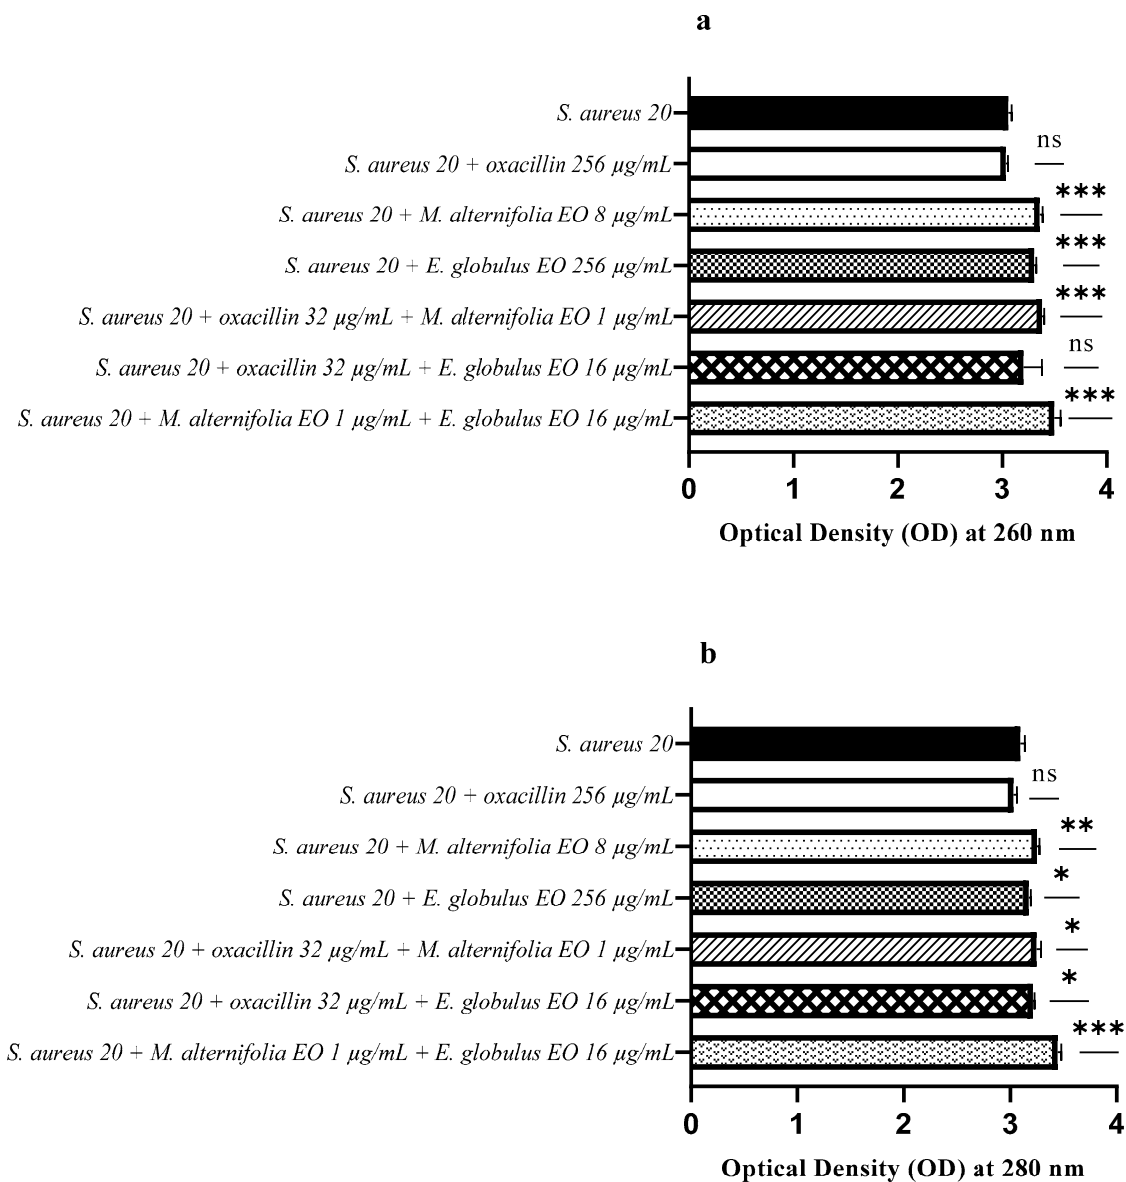 a
S. aureus 20
ns
S. aureus 20 + oxacillin 256 µg/mL
***
S. aureus 20 + M. alternifolia EO 8 µg/mL
***
S. aureus 20 + E. globulus EO 256 µg/mL
***
S. aureus 20 + oxacillin 32 µg/mL + M. alternifolia EO 1 µg/mL
ns
S. aureus 20 + oxacillin 32 µg/mL + E. globulus EO 16 µg/mL
***
S. aureus 20 + M. alternifolia EO 1 µg/mL + E. globulus EO 16 µg/mL
0 1 2 3 4
Optical Density (OD) at 260 nm
b
S. aureus 20
ns
S. aureus 20 + oxacillin 256 µg/mL
**
S. aureus 20 + M. alternifolia EO 8 µg/mL
*
S. aureus 20 + E. globulus EO 256 µg/mL
*
S. aureus 20 + oxacillin 32 µg/mL + M. alternifolia EO 1 µg/mL
*
S. aureus 20 + oxacillin 32 µg/mL + E. globulus EO 16 µg/mL
***
S. aureus 20 + M. alternifolia EO 1 µg/mL + E. globulus EO 16 µg/mL
0 1 2 3 4
Optical Density (OD) at 280 nm